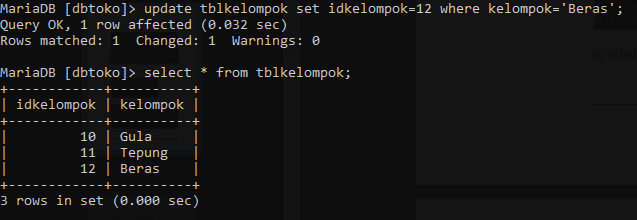 MariaDB [dbtoko]> update tblkelompok set idkelompok=12 where kelompok='Beras';
Query OK, 1 row affected (0.032 sec)
Rows matched: 1  Changed: 1  Warnings: 0

MariaDB [dbtoko]> select * from tblkelompok;
+------------+----------+
| idkelompok | kelompok |
+------------+----------+
|         10 | Gula     |
|         11 | Tepung   |
|         12 | Beras    |
+------------+----------+
3 rows in set (0.000 sec)